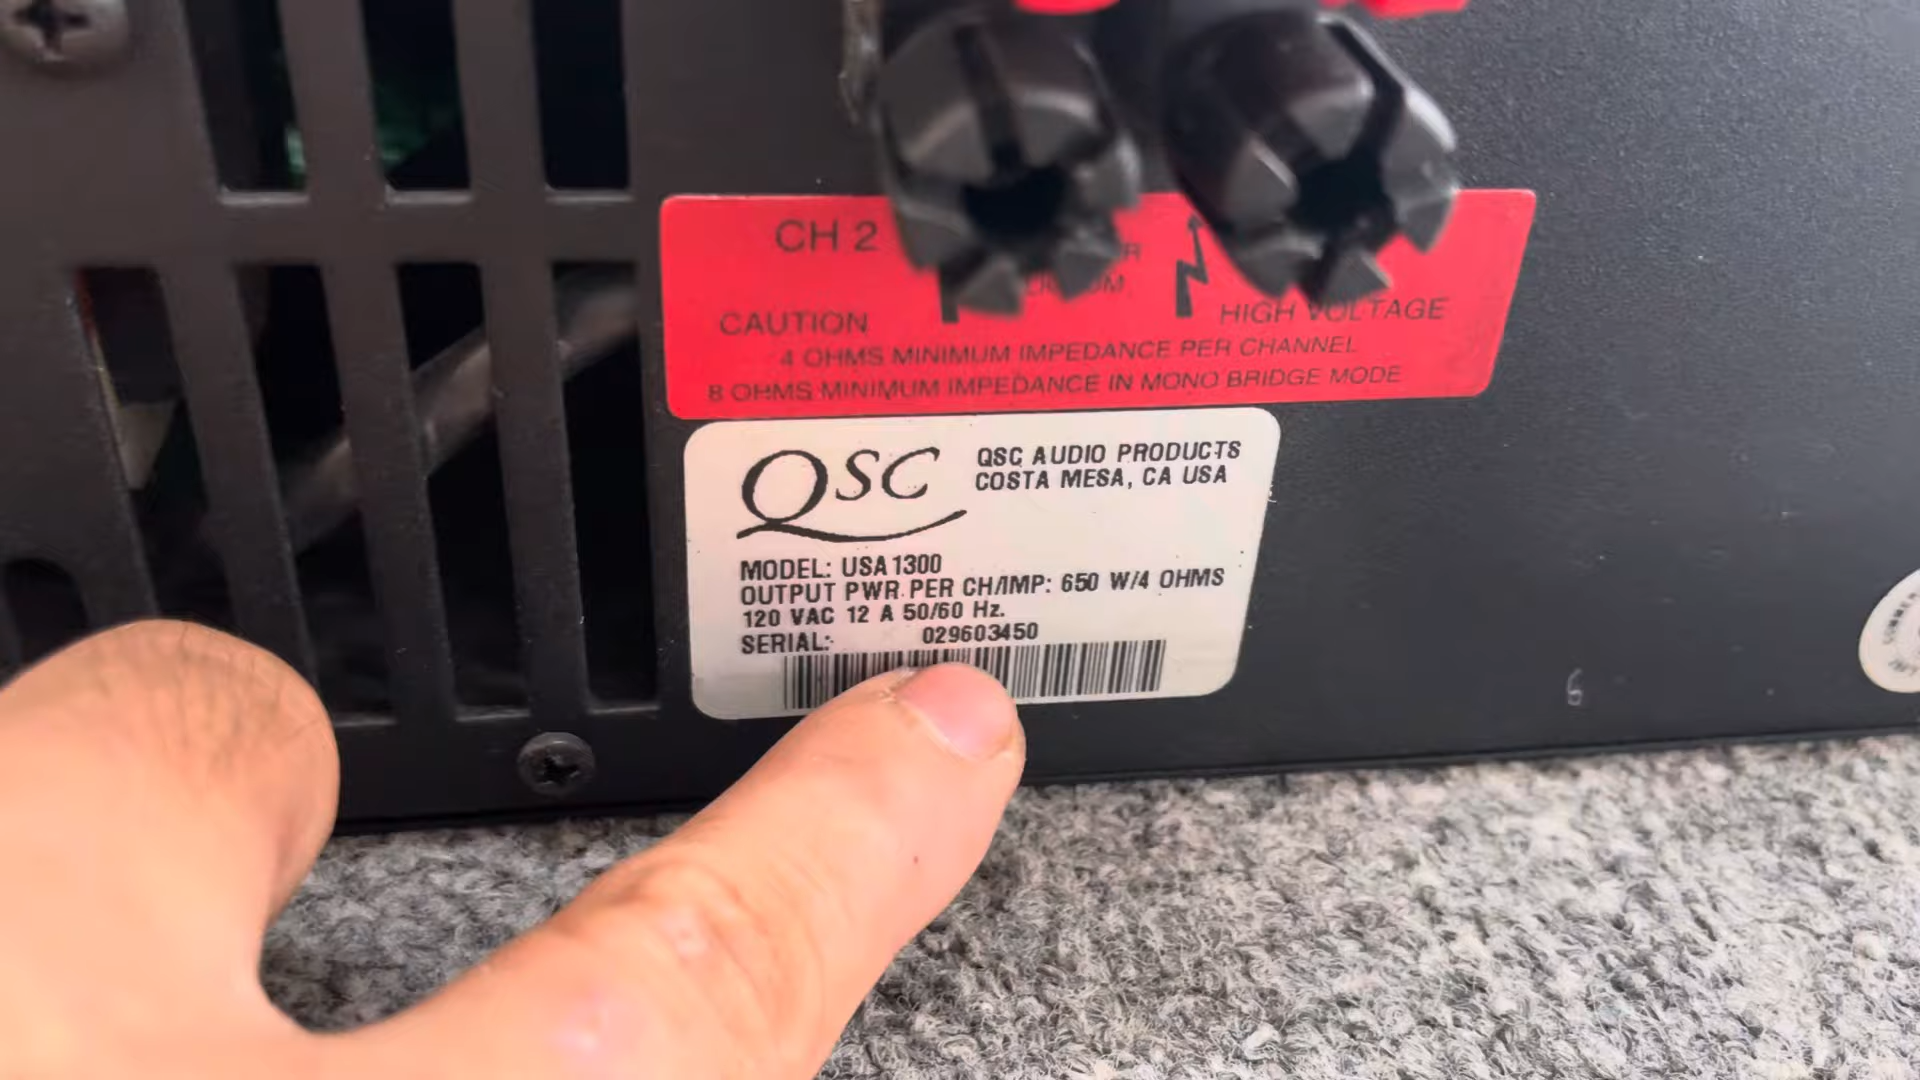 CH 2
CAUTION
HIGH VOLTAGE
4 OHMS MINIMUM IMPEDANCE PER CHANNEL
8 OHMS MINIMUM IMPEDANCE IN MONO BRIDGE MODE
QSC
QSC AUDIO PRODUCTS
COSTA MESA, CA USA
MODEL: USA1300
OUTPUT PWR PER CH/IMP: 650 W/4 OHMS
120 VAC 12 A 50/60 Hz.
SERIAL: 029603450
6